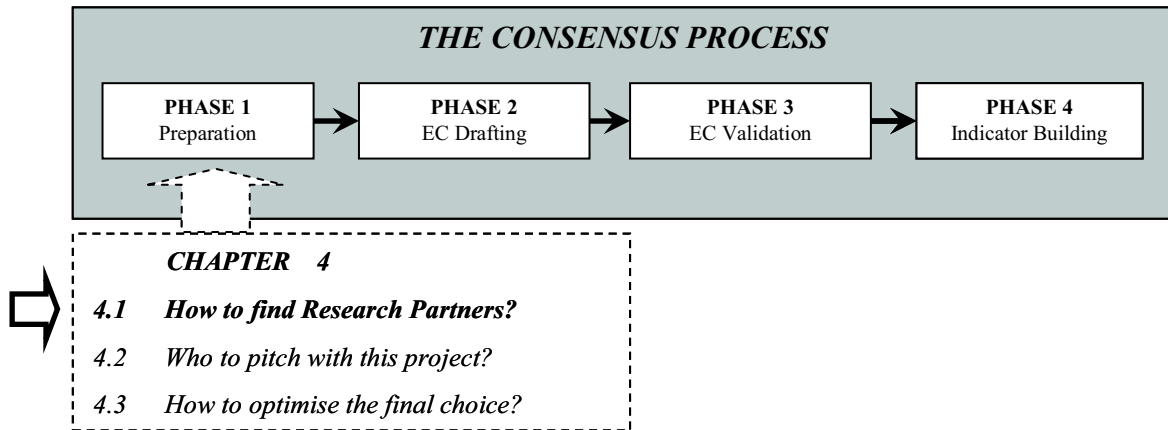 THE CONSENSUS PROCESS
PHASE 1
Preparation
PHASE 2
EC Drafting
PHASE 3
EC Validation
PHASE 4
Indicator Building
CHAPTER 4
4.1 How to find Research Partners?
4.2 Who to pitch with this project?
4.3 How to optimise the final choice?